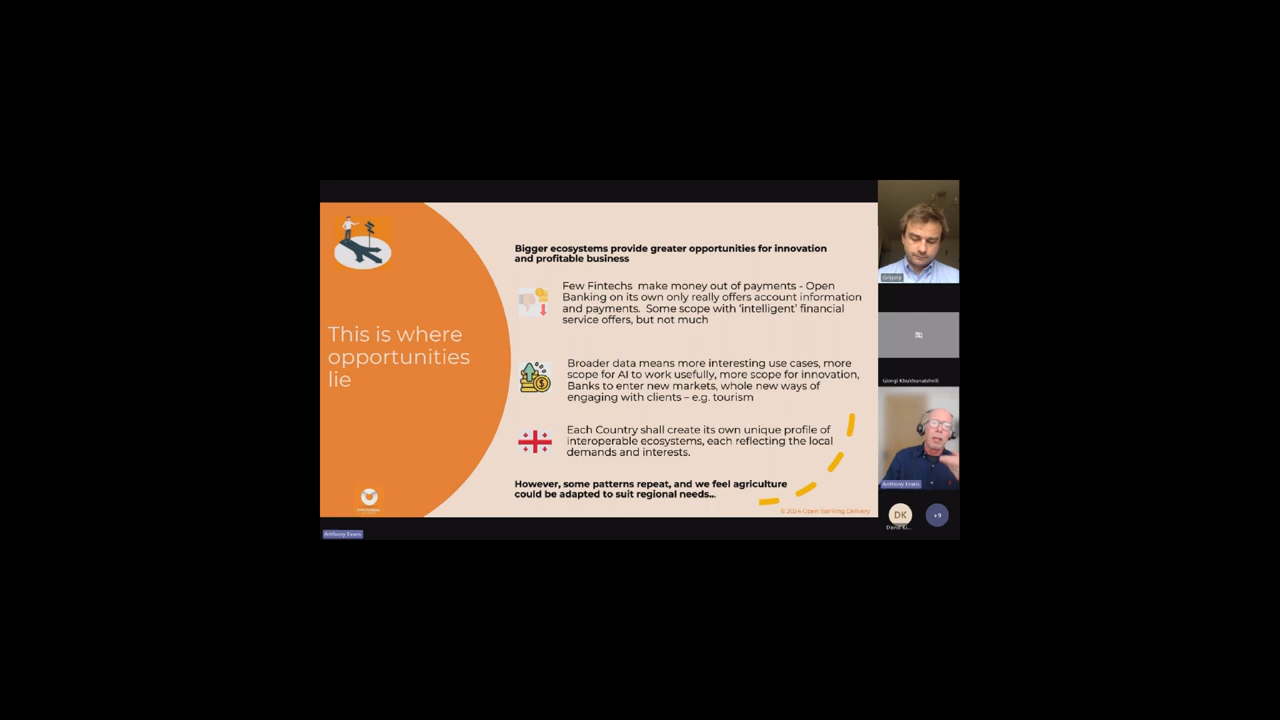 This is where
opportunities
lie
Bigger ecosystems provide greater opportunities for innovation
and profitable business
Few Fintechs make money out of payments - Open
Banking on its own only really offers account information
and payments. Some scope with 'intelligent' financial
service offers, but not much
Broader data means more interesting use cases, more
scope for AI to work usefully, more scope for innovation,
Banks to enter new markets, whole new ways of
engaging with clients – e.g. tourism
Each Country shall create its own unique profile of
interoperable ecosystems, each reflecting the local
demands and interests.
However, some patterns repeat, and we feel agriculture
could be adapted to suit regional needs...
© 2024 Open Banking Delivery
Anthony Evans
Grigory
Giorgi
Anthony Evans
DK
David Ki...
+9